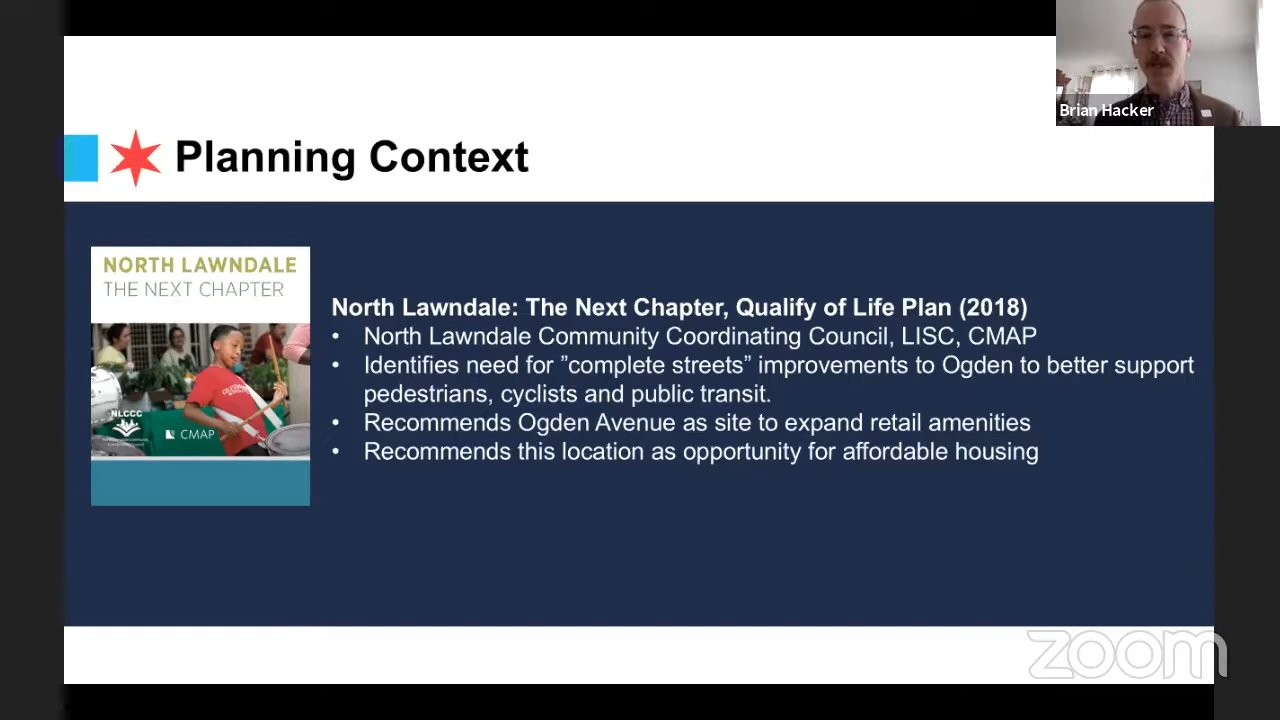 Brian Hacker
Planning Context
NORTH LAWNDALE
THE NEXT CHAPTER
NLCCC
CMAP
North Lawndale: The Next Chapter, Qualify of Life Plan (2018)
• North Lawndale Community Coordinating Council, LISC, CMAP
• Identifies need for ”complete streets” improvements to Ogden to better support
pedestrians, cyclists and public transit.
• Recommends Ogden Avenue as site to expand retail amenities
• Recommends this location as opportunity for affordable housing
zoom